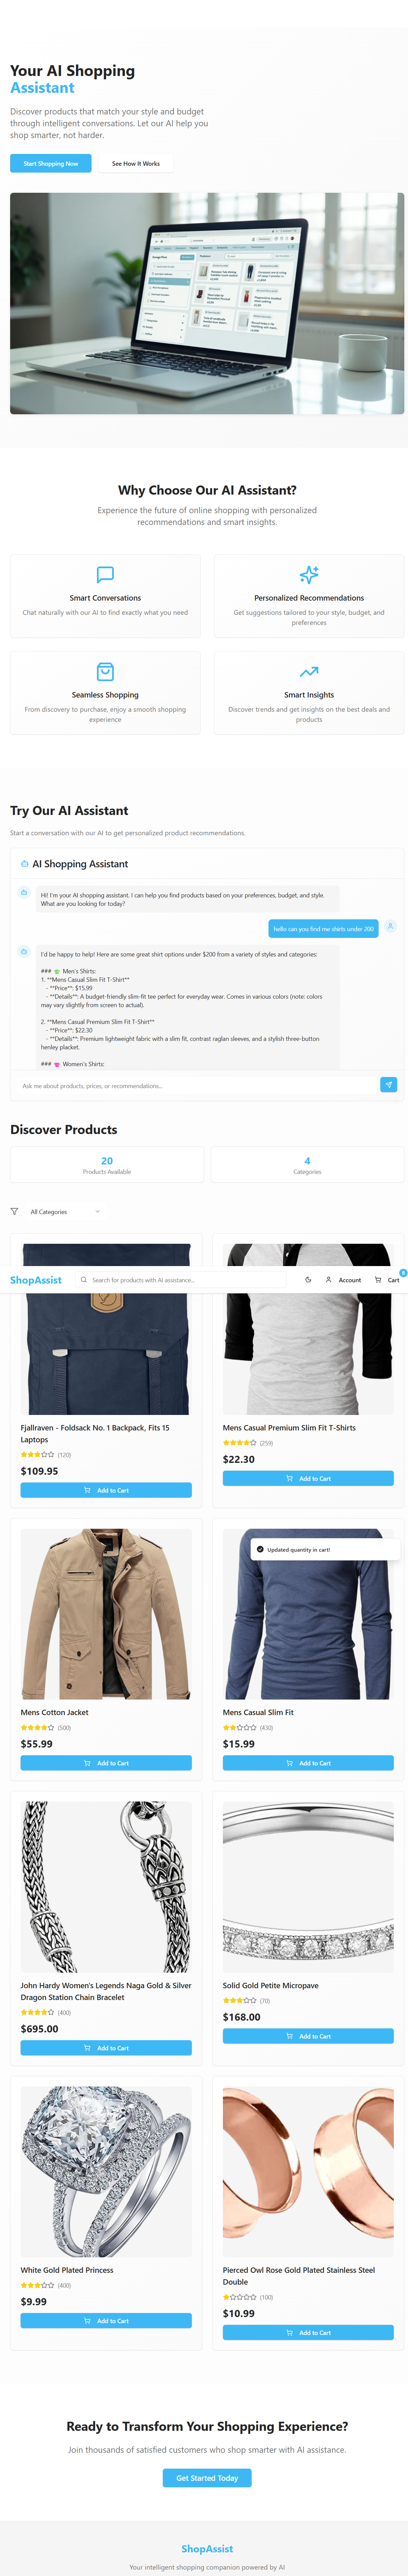 Your AI Shopping
Assistant
Discover products that match your style and budget
through intelligent conversations. Let our AI help you
shop smarter, not harder.
Start Shopping Now
See How It Works
Why Choose Our AI Assistant?
Experience the future of online shopping with personalized
recommendations and smart insights.
Smart Conversations
Chat naturally with our AI to find exactly what you need
Personalized Recommendations
Get suggestions tailored to your style, budget, and
preferences
Seamless Shopping
From discovery to purchase, enjoy a smooth shopping
experience
Smart Insights
Discover trends and get insights on the best deals and
products
Try Our AI Assistant
Start a conversation with our AI to get personalized product recommendations.
AI Shopping Assistant
Hi! I'm your AI shopping assistant. I can help you find products based on your preferences, budget, and style.
What are you looking for today?
hello can you find me shirts under 200
I'd be happy to help! Here are some great shirt options under $200 from a variety of styles and categories:
### 👕 Men's Shirts:
1. **Mens Casual Slim Fit T-Shirt**
- **Price**: $15.99
- **Details**: A budget-friendly slim-fit tee perfect for everyday wear. Comes in various colors (note: colors
may vary slightly from screen to actual).
2. **Mens Casual Premium Slim Fit T-Shirt**
- **Price**: $22.30
- **Details**: Premium lightweight fabric with a slim fit, contrast raglan sleeves, and a stylish three-button
henley placket.
### 👚 Women's Shirts:
Ask me about products, prices, or recommendations...
Discover Products
20
Products Available
4
Categories
All Categories
ShopAssist
Search for products with AI assistance...
Account
Cart
Fjallraven - Foldsack No. 1 Backpack, Fits 15
Laptops
(120)
$109.95
Add to Cart
Mens Casual Premium Slim Fit T-Shirts
(259)
$22.30
Add to Cart
Updated quantity in cart!
Mens Cotton Jacket
(500)
$55.99
Add to Cart
Mens Casual Slim Fit
(430)
$15.99
Add to Cart
John Hardy Women's Legends Naga Gold & Silver
Dragon Station Chain Bracelet
(400)
$695.00
Add to Cart
Solid Gold Petite Micropave
(70)
$168.00
Add to Cart
White Gold Plated Princess
(400)
$9.99
Add to Cart
Pierced Owl Rose Gold Plated Stainless Steel
Double
(100)
$10.99
Add to Cart
Ready to Transform Your Shopping Experience?
Join thousands of satisfied customers who shop smarter with AI assistance.
Get Started Today
ShopAssist
Your intelligent shopping companion powered by AI